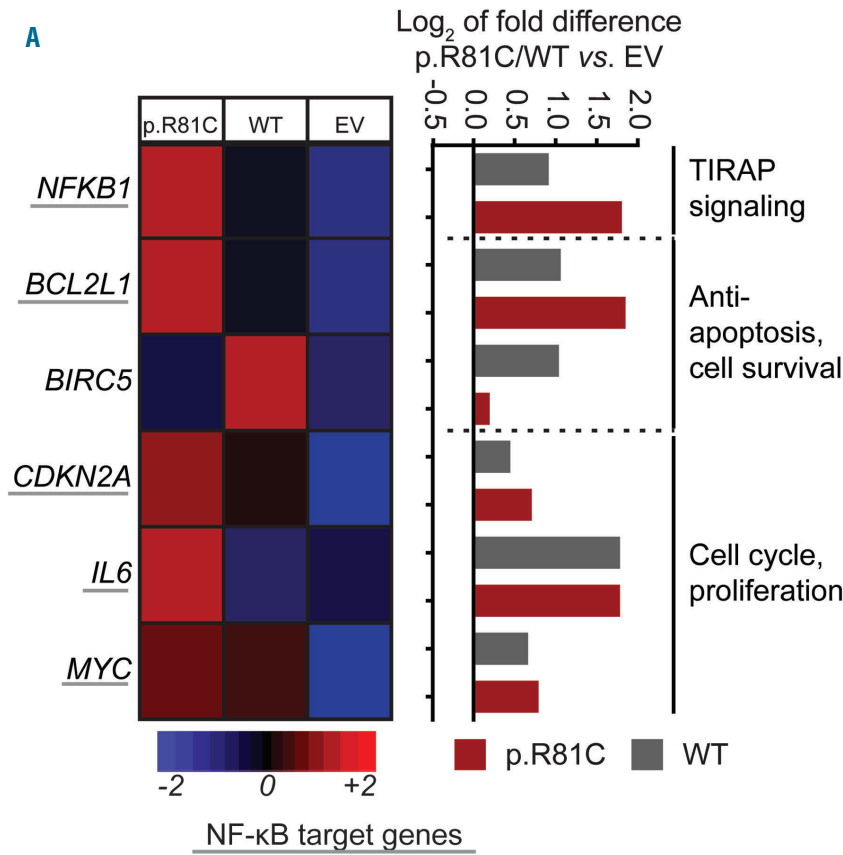 A
Log2 of fold difference
p.R81C/WT vs. EV
-0.5 0.0 0.5 1.0 1.5 2.0
p.R81C WT EV
NFKB1
BCL2L1
BIRC5
CDKN2A
IL6
MYC
TIRAP
signaling
Anti-
apoptosis,
cell survival
Cell cycle,
proliferation
-2 0 +2
p.R81C WT
NF-κB target genes